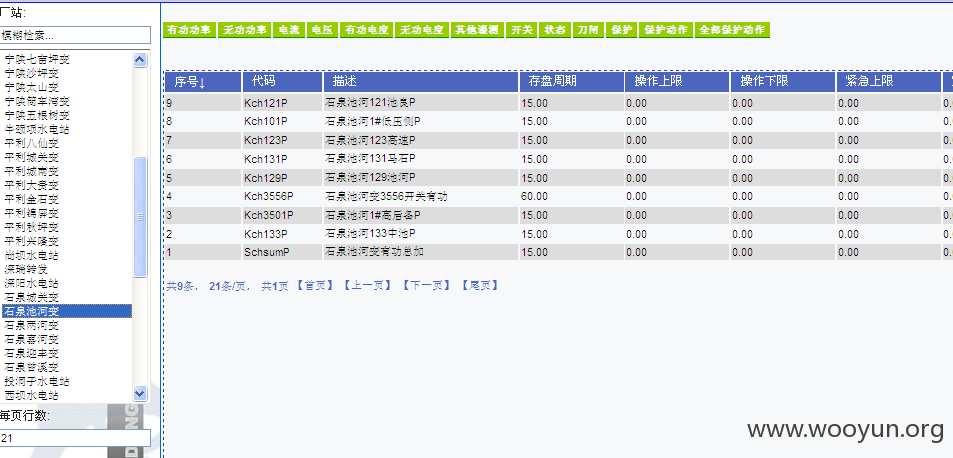 厂站:
模糊检索...
宁陕七亩坪变
宁陕沙坪变
宁陕太山变
宁陕筒车湾变
宁陕五根树变
牛颈项水电站
平利八仙变
平利城关变
平利城南变
平利大贵变
平利金石变
平利锦屏变
平利秋坪变
平利兴隆变
尚坝水电站
深瑞转发
深阳水电站
石泉城关变
石泉池河变
石泉两河变
石泉熹河变
石泉迎丰变
石泉曾溪变
投洞子水电站
西坝水电站
每页行数:
21
有功功率 无功功率 电流 电压 有功电度 无功电度 其他遥测 开关 状态 刀闸 保护 保护动作 全部保护动作
序号↓ 代码 描述 存盘周期 操作上限 操作下限 紧急上限
9 Kch121P 石泉池河121池良P 15.00 0.00 0.00 0.00 0.
8 Kch101P 石泉池河1#低压侧P 15.00 0.00 0.00 0.00 0.
7 Kch123P 石泉池河123高速P 15.00 0.00 0.00 0.00 0.
6 Kch131P 石泉池河131马石P 15.00 0.00 0.00 0.00 0.
5 Kch129P 石泉池河129池河P 15.00 0.00 0.00 0.00 0.
4 Kch3556P 石泉池河变3556开关有功 60.00 0.00 0.00 0.00 0.
3 Kch3501P 石泉池河1#高后备P 15.00 0.00 0.00 0.00 0.
2 Kch133P 石泉池河133中池P 15.00 0.00 0.00 0.00 0.
1 SchsumP 石泉池河变有功总加 15.00 0.00 0.00 0.00 0.
共9条， 21条/页， 共1页 【首页】 【上一页】 【下一页】 【尾页】
DONG
www.wooyun.org